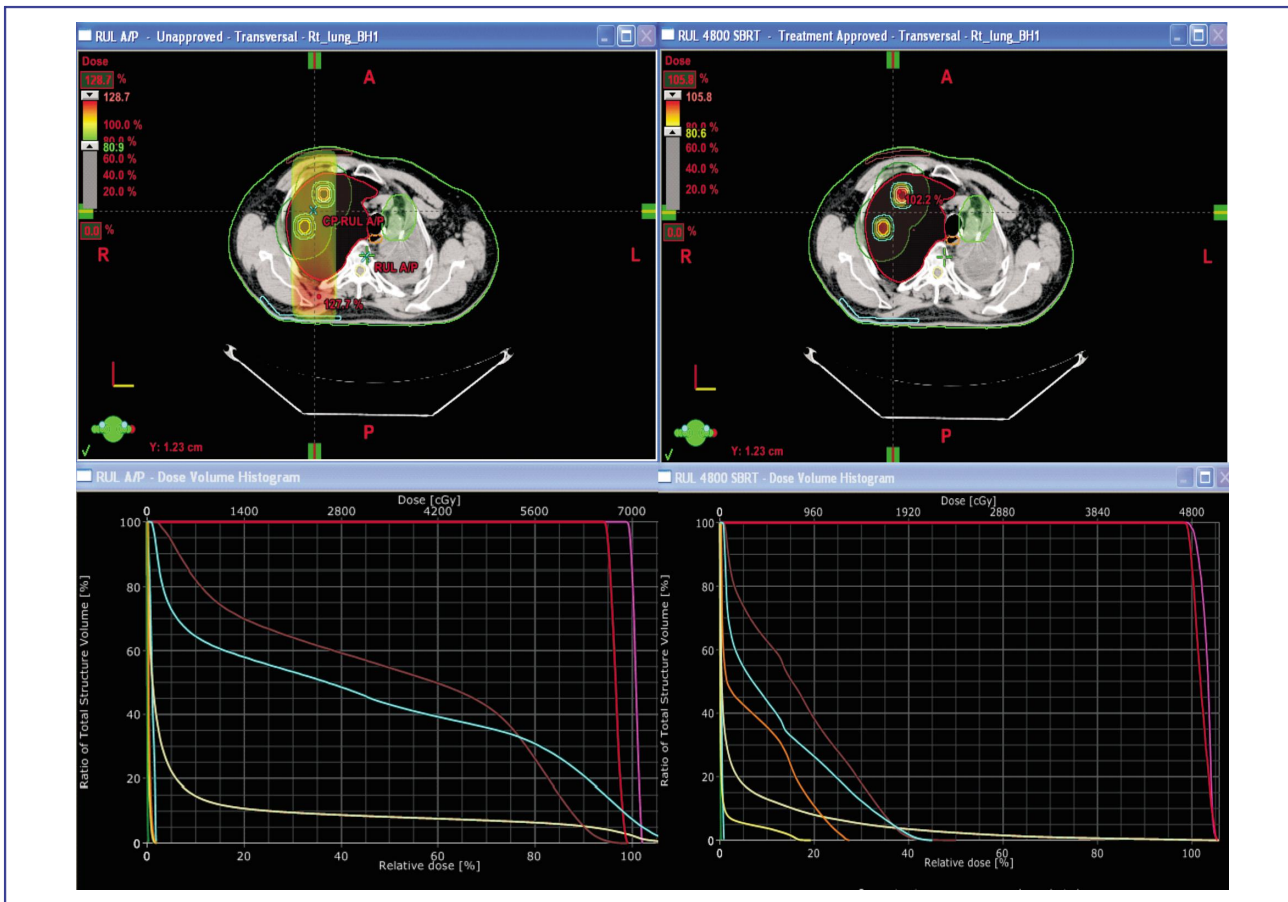 RUL A/P - Unapproved - Transversal - Rt_lung_BH1
Dose
128.7 %
128.7
100.0 %
80.0 %
80.9
60.0 %
40.0 %
20.0 %
0.0 %
A
R
L
P
CP RUL A/P
RUL A/P
127.7 %
Y: 1.23 cm
RUL 4800 SBRT - Treatment Approved - Transversal - Rt_lung_BH1
Dose
105.8 %
105.8
80.0 %
80.6
60.0 %
40.0 %
20.0 %
0.0 %
A
R
L
P
102.2 %
Y: 1.23 cm
RUL A/P - Dose Volume Histogram
Dose [cGy]
0 1400 2800 4200 5600 7000
100
80
60
40
20
0
Ratio of Total Structure Volume [%]
0 20 40 60 80 100
Relative dose [%]
RUL 4800 SBRT - Dose Volume Histogram
Dose [cGy]
0 960 1920 2880 3840 4800
100
80
60
40
20
0
Ratio of Total Structure Volume [%]
0 20 40 60 80 100
Relative dose [%]